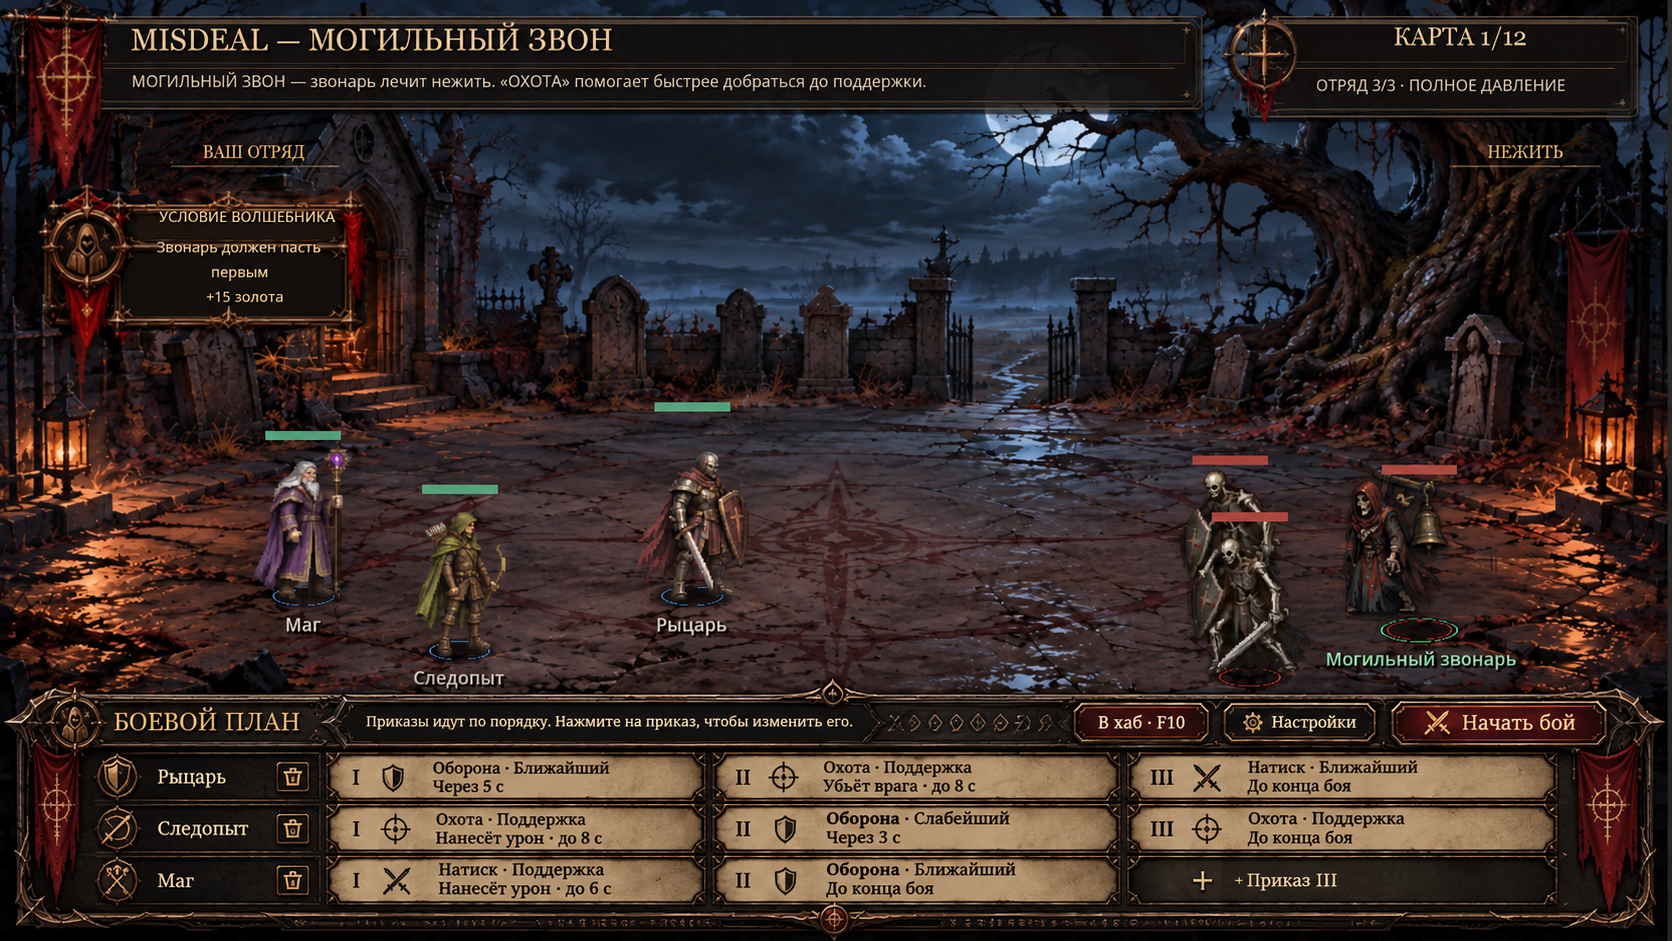 MISDEAL — МОГИЛЬНЫЙ ЗВОН
МОГИЛЬНЫЙ ЗВОН — звонарь лечит нежить. «ОХОТА» помогает быстрее добраться до поддержки.
КАРТА 1/12
ОТРЯД 3/3 · ПОЛНОЕ ДАВЛЕНИЕ
ВАШ ОТРЯД
НЕЖИТЬ
УСЛОВИЕ ВОЛШЕБНИКА
Звонарь должен пасть
первым
+15 золота
Маг
Следопыт
Рыцарь
Могильный звонарь
БОЕВОЙ ПЛАН
Приказы идут по порядку. Нажмите на приказ, чтобы изменить его.
В хаб · F10
Настройки
Начать бой
Рыцарь
I
Оборона · Ближайший
Через 5 с
II
Охота · Поддержка
Убьёт врага · до 8 с
III
Натиск · Ближайший
До конца боя
Следопыт
I
Охота · Поддержка
Нанесёт урон · до 8 с
II
Оборона · Слабейший
Через 3 с
III
Охота · Поддержка
До конца боя
Маг
I
Натиск · Поддержка
Нанесёт урон · до 6 с
II
Оборона · Ближайший
До конца боя
+ Приказ III